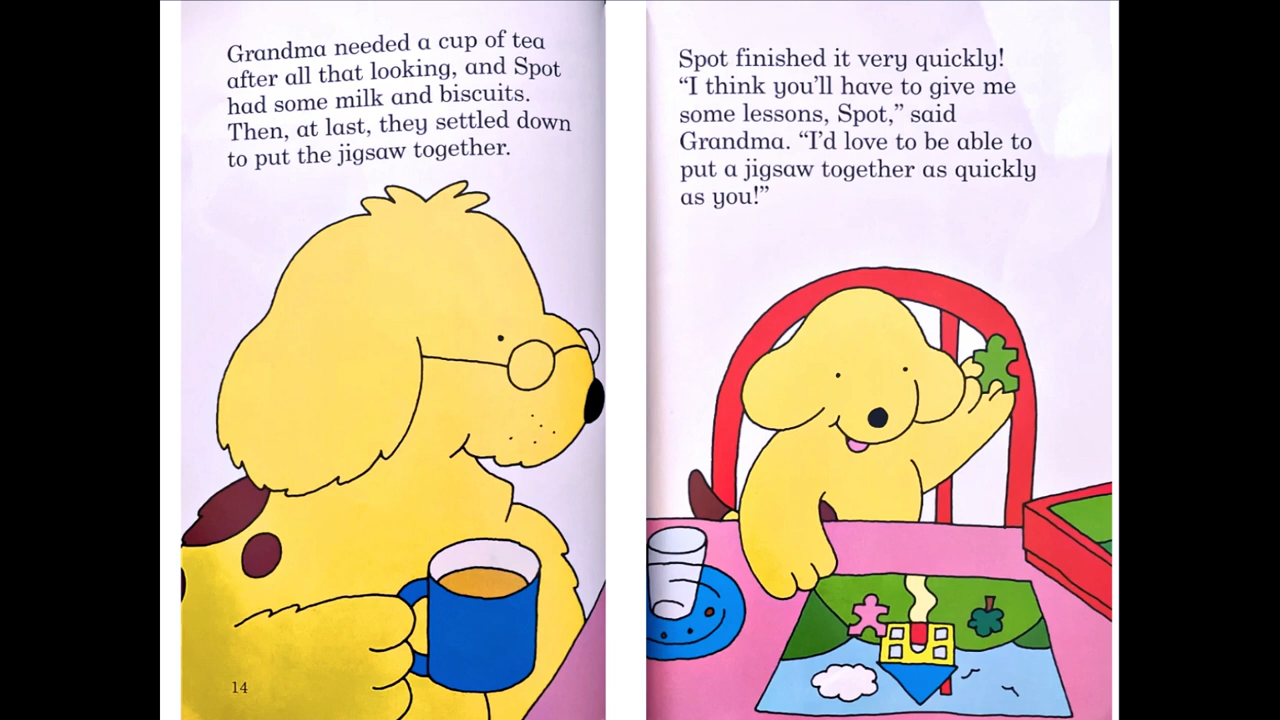 Grandma needed a cup of tea
after all that looking, and Spot
had some milk and biscuits.
Then, at last, they settled down
to put the jigsaw together.
14
Spot finished it very quickly!
“I think you’ll have to give me
some lessons, Spot,” said
Grandma. “I’d love to be able to
put a jigsaw together as quickly
as you!”